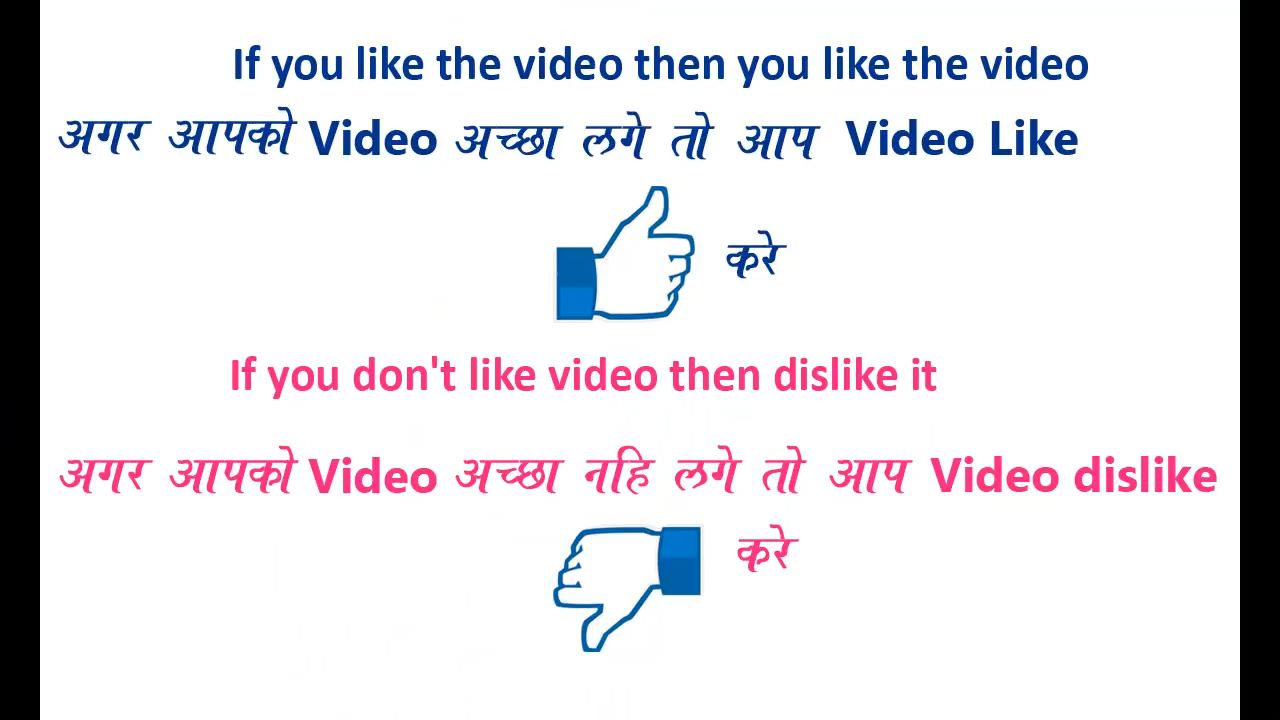 If you like the video then you like the video
अगर आपको Video अच्छा लगे तो आप Video Like
करे
If you don't like video then dislike it
अगर आपको Video अच्छा नहि लगे तो आप Video dislike
करे